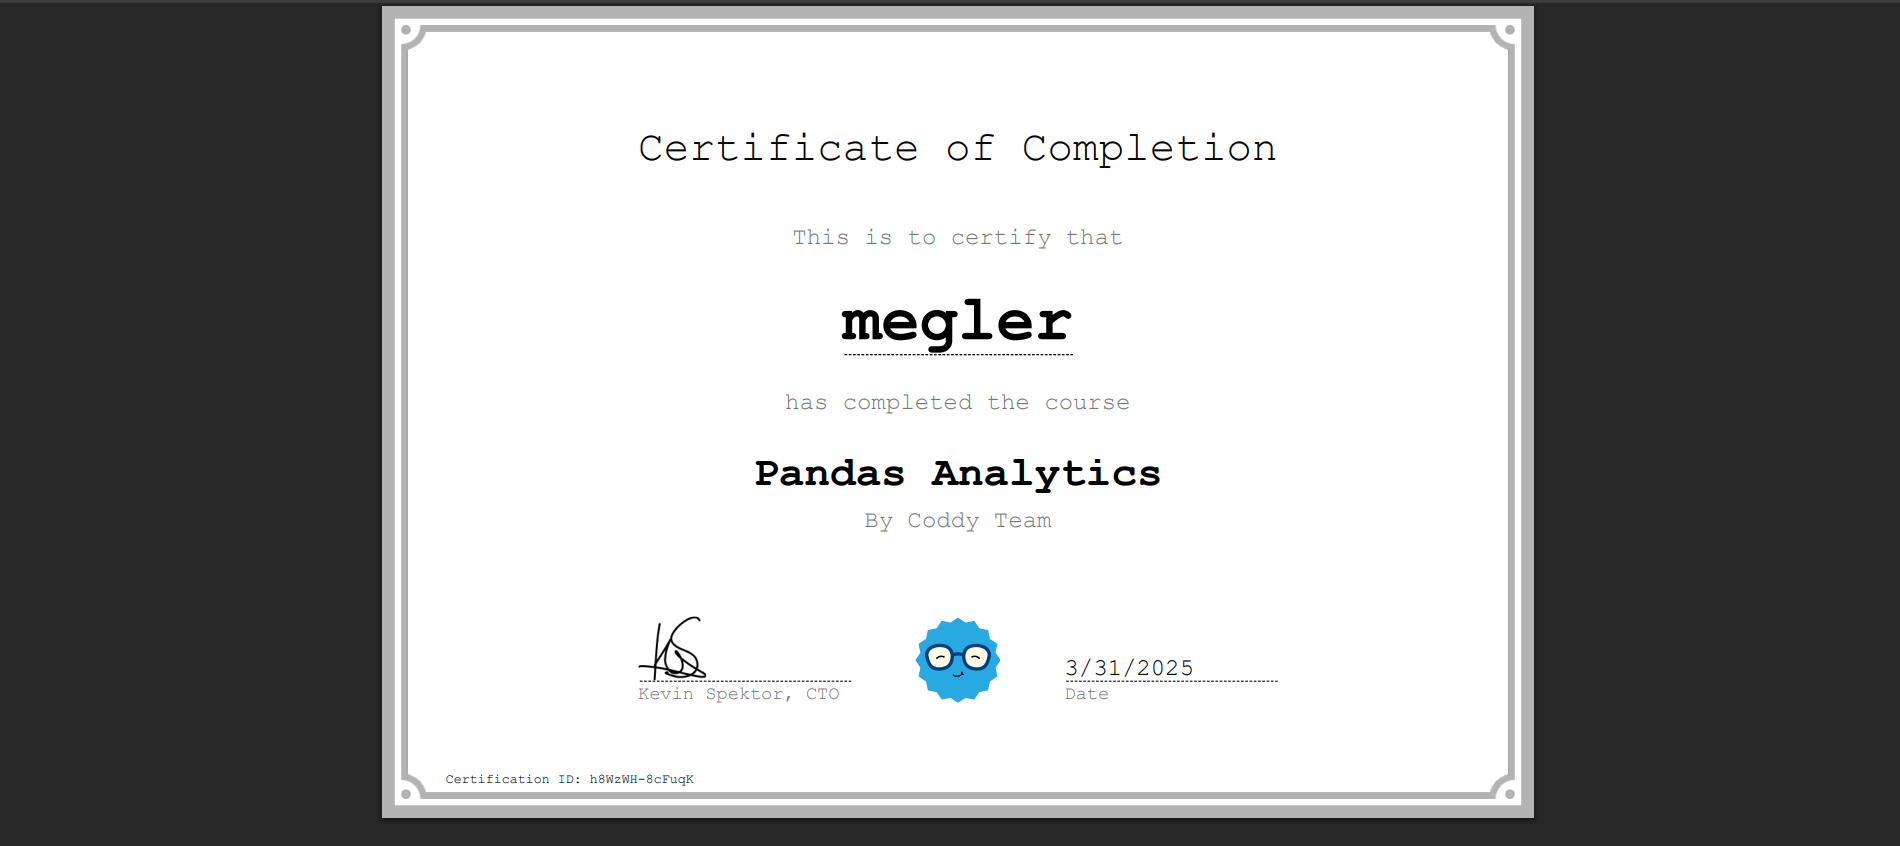 Certificate of Completion
This is to certify that
megler
has completed the course
Pandas Analytics
By Coddy Team
3/31/2025
Kevin Spektor, CTO
Date
Certification ID: h8WzWH-8cFuqK